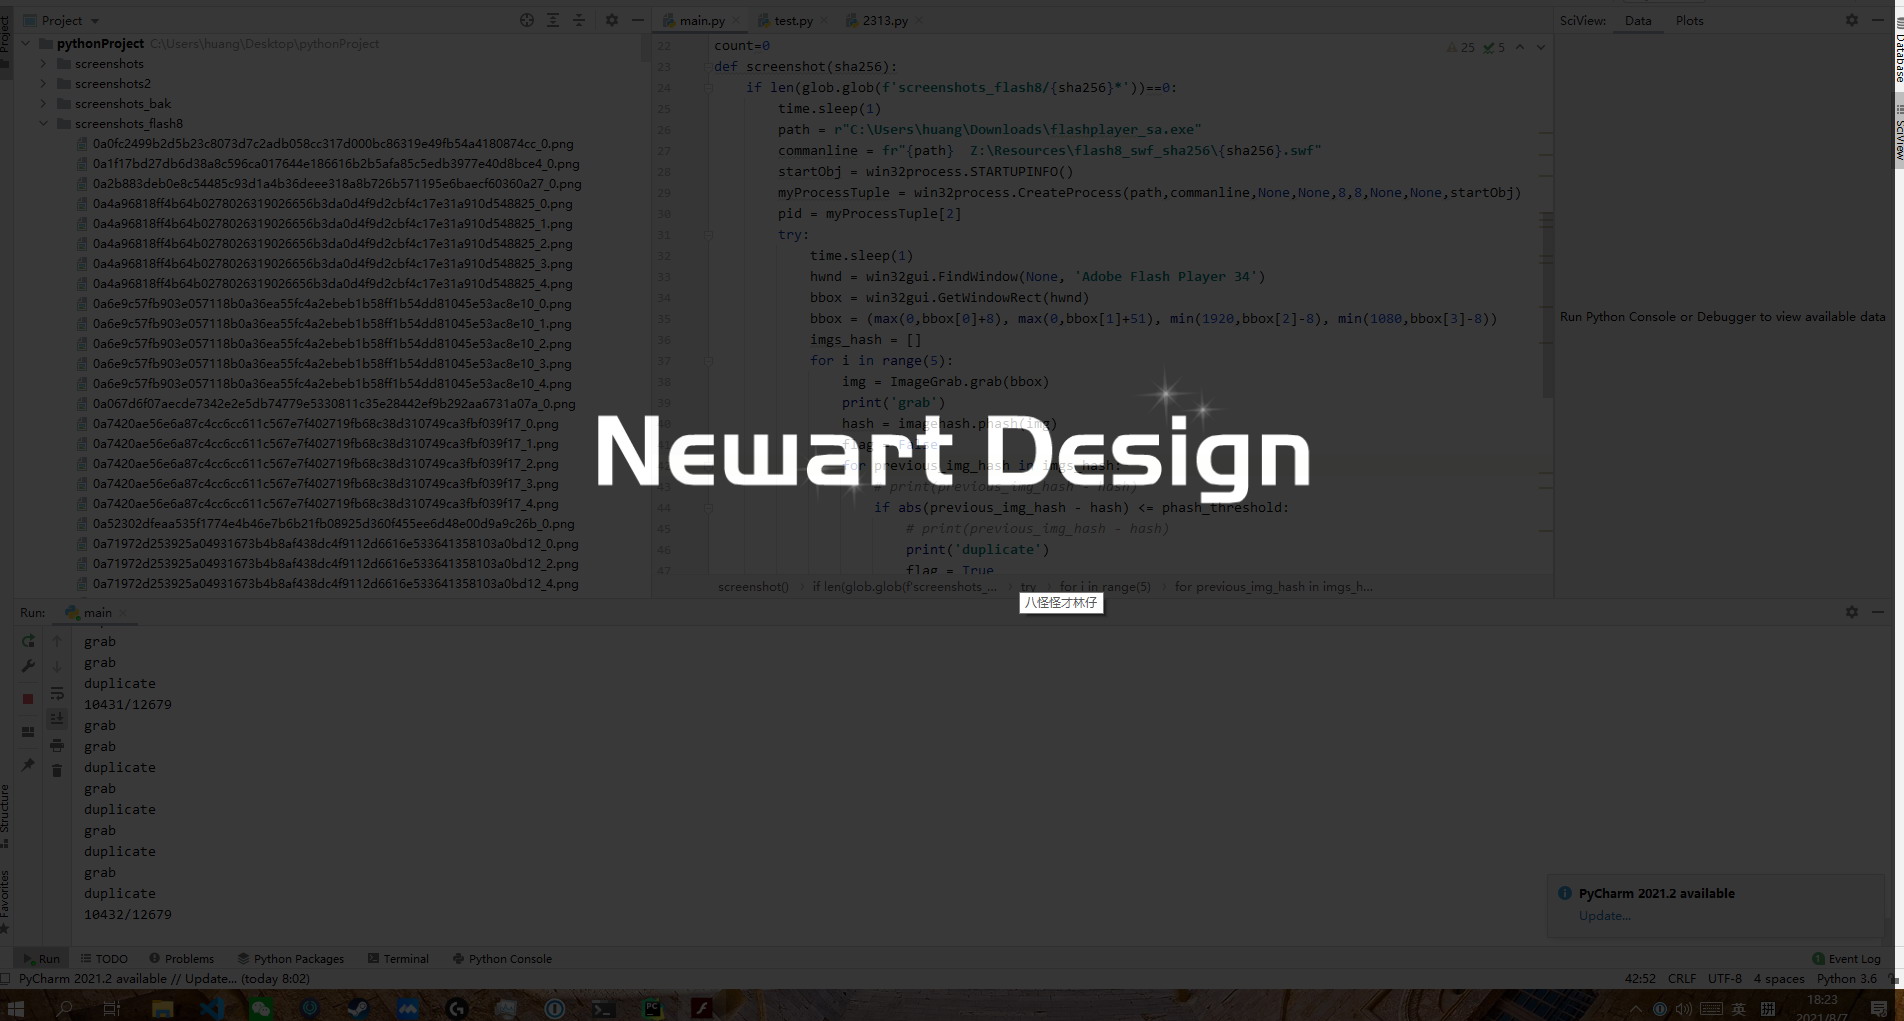 Project
pythonProject C:\Users\huang\Desktop\pythonProject
screenshots
screenshots2
screenshots_bak
screenshots_flash8
0a0fc2499b2d5b23c8073d7c2adb058cc317d000bc86319e49fb54a4180874cc_0.png
0a1f17bd27db6d38a8c596ca017644e186616b2b5afa85c5edb3977e40d8bce4_0.png
0a2b883deb0e8c54485c93d1a4b36deee318a8b726b571195e6baecf60360a27_0.png
0a4a96818ff4b64b0278026319026656b3da0d4f9d2cbf4c17e31a910d548825_0.png
0a4a96818ff4b64b0278026319026656b3da0d4f9d2cbf4c17e31a910d548825_1.png
0a4a96818ff4b64b0278026319026656b3da0d4f9d2cbf4c17e31a910d548825_2.png
0a4a96818ff4b64b0278026319026656b3da0d4f9d2cbf4c17e31a910d548825_3.png
0a4a96818ff4b64b0278026319026656b3da0d4f9d2cbf4c17e31a910d548825_4.png
0a6e9c57fb903e057118b0a36ea55fc4a2ebeb1b58ff1b54dd81045e53ac8e10_0.png
0a6e9c57fb903e057118b0a36ea55fc4a2ebeb1b58ff1b54dd81045e53ac8e10_1.png
0a6e9c57fb903e057118b0a36ea55fc4a2ebeb1b58ff1b54dd81045e53ac8e10_2.png
0a6e9c57fb903e057118b0a36ea55fc4a2ebeb1b58ff1b54dd81045e53ac8e10_3.png
0a6e9c57fb903e057118b0a36ea55fc4a2ebeb1b58ff1b54dd81045e53ac8e10_4.png
0a067d6f07aecde7342e2e5db74779e5330811c35e28442ef9b292aa6731a07a_0.png
0a7420ae56e6a87c4cc6cc611c567e7f402719fb68c38d310749ca3fbf039f17_0.png
0a7420ae56e6a87c4cc6cc611c567e7f402719fb68c38d310749ca3fbf039f17_1.png
0a7420ae56e6a87c4cc6cc611c567e7f402719fb68c38d310749ca3fbf039f17_2.png
0a7420ae56e6a87c4cc6cc611c567e7f402719fb68c38d310749ca3fbf039f17_3.png
0a7420ae56e6a87c4cc6cc611c567e7f402719fb68c38d310749ca3fbf039f17_4.png
0a52302dfeaa535f1774e4b46e7b6b21fb08925d360f455ee6d48e00d9a9c26b_0.png
0a71972d253925a04931673b4b8af438dc4f9112d6616e533641358103a0bd12_0.png
0a71972d253925a04931673b4b8af438dc4f9112d6616e533641358103a0bd12_2.png
0a71972d253925a04931673b4b8af438dc4f9112d6616e533641358103a0bd12_4.png
main.py test.py 2313.py
25 5
22 count=0
23 def screenshot(sha256):
24 if len(glob.glob(f'screenshots_flash8/{sha256}*'))==0:
25 time.sleep(1)
26 path = r"C:\Users\huang\Downloads\flashplayer_sa.exe"
27 commanline = fr"{path}  Z:\Resources\flash8_swf_sha256\{sha256}.swf"
28 startObj = win32process.STARTUPINFO()
29 myProcessTuple = win32process.CreateProcess(path,commanline,None,None,8,8,None,None,startObj)
30 pid = myProcessTuple[2]
31 try:
32 time.sleep(1)
33 hwnd = win32gui.FindWindow(None, 'Adobe Flash Player 34')
34 bbox = win32gui.GetWindowRect(hwnd)
35 bbox = (max(0,bbox[0]+8), max(0,bbox[1]+51), min(1920,bbox[2]-8), min(1080,bbox[3]-8))
36 imgs_hash = []
37 for i in range(5):
38 img = ImageGrab.grab(bbox)
39 print('grab')
40 hash = imagehash.phash(img)
flag = False
for previous_img_hash in imgs_hash:
43 # print(previous_img_hash - hash)
44 if abs(previous_img_hash - hash) <= phash_threshold:
45 # print(previous_img_hash - hash)
46 print('duplicate')
47 flag = True
Newart Design
screenshot() if len(glob.glob(f'screenshots_... try for i in range(5) for previous_img_hash in imgs_h...
八怪怪才林仔
SciView: Data Plots
Run Python Console or Debugger to view available data
Database
SciView
Project
Structure
Favorites
Run: main
grab
grab
duplicate
10431/12679
grab
grab
duplicate
grab
duplicate
grab
duplicate
grab
duplicate
10432/12679
PyCharm 2021.2 available
Update...
Run TODO Problems Python Packages Terminal Python Console
1 Event Log
PyCharm 2021.2 available // Update... (today 8:02)
42:52 CRLF UTF-8 4 spaces Python 3.6
英 18:23
2021/8/7